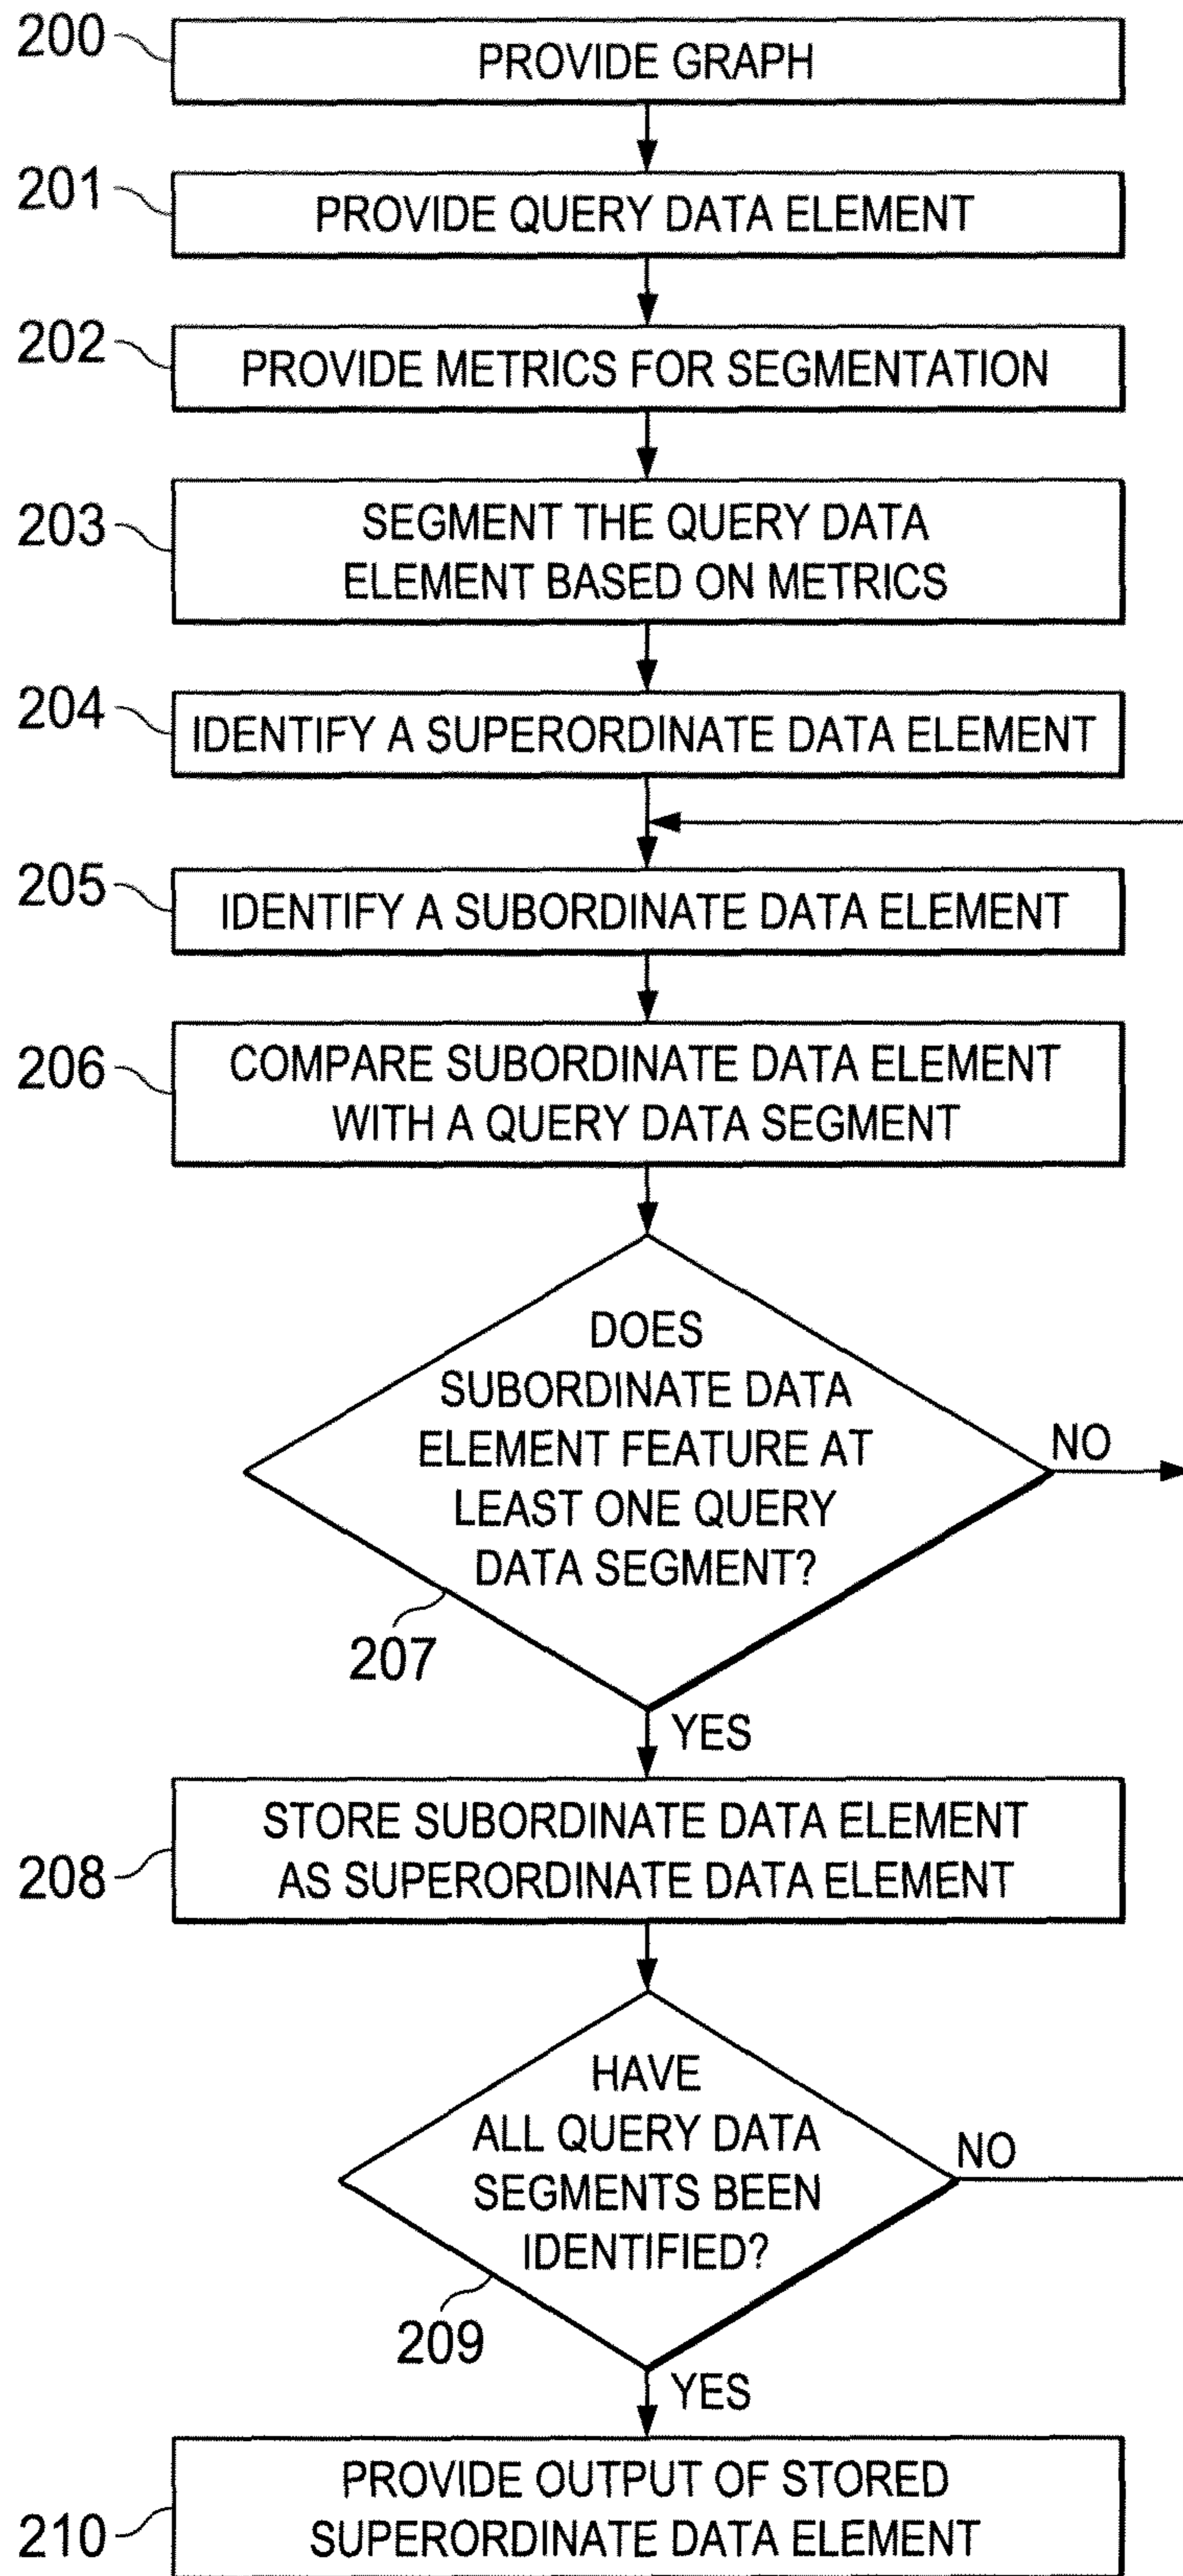 200
PROVIDE GRAPH
201
PROVIDE QUERY DATA ELEMENT
202
PROVIDE METRICS FOR SEGMENTATION
203
SEGMENT THE QUERY DATA
ELEMENT BASED ON METRICS
204
IDENTIFY A SUPERORDINATE DATA ELEMENT
205
IDENTIFY A SUBORDINATE DATA ELEMENT
206
COMPARE SUBORDINATE DATA ELEMENT
WITH A QUERY DATA SEGMENT
DOES
SUBORDINATE DATA
ELEMENT FEATURE AT
LEAST ONE QUERY
DATA SEGMENT?
NO
207
YES
208
STORE SUBORDINATE DATA ELEMENT
AS SUPERORDINATE DATA ELEMENT
HAVE
ALL QUERY DATA
SEGMENTS BEEN
IDENTIFIED?
NO
209
YES
210
PROVIDE OUTPUT OF STORED
SUPERORDINATE DATA ELEMENT